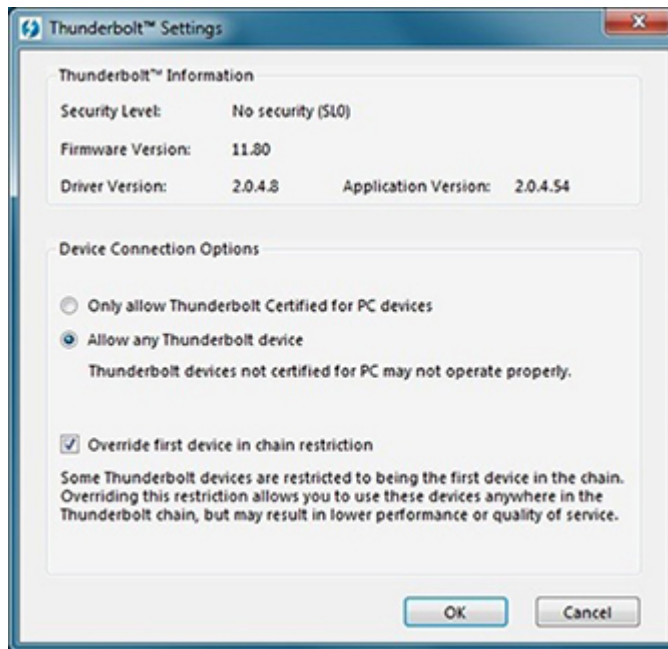 Thunderbolt™ Settings
Thunderbolt™ Information
Security Level: No security (SL0)
Firmware Version: 11.80
Driver Version: 2.0.4.8 Application Version: 2.0.4.54
Device Connection Options
Only allow Thunderbolt Certified for PC devices
Allow any Thunderbolt device
Thunderbolt devices not certified for PC may not operate properly.
Override first device in chain restriction
Some Thunderbolt devices are restricted to being the first device in the chain.
Overriding this restriction allows you to use these devices anywhere in the
Thunderbolt chain, but may result in lower performance or quality of service.
OK Cancel